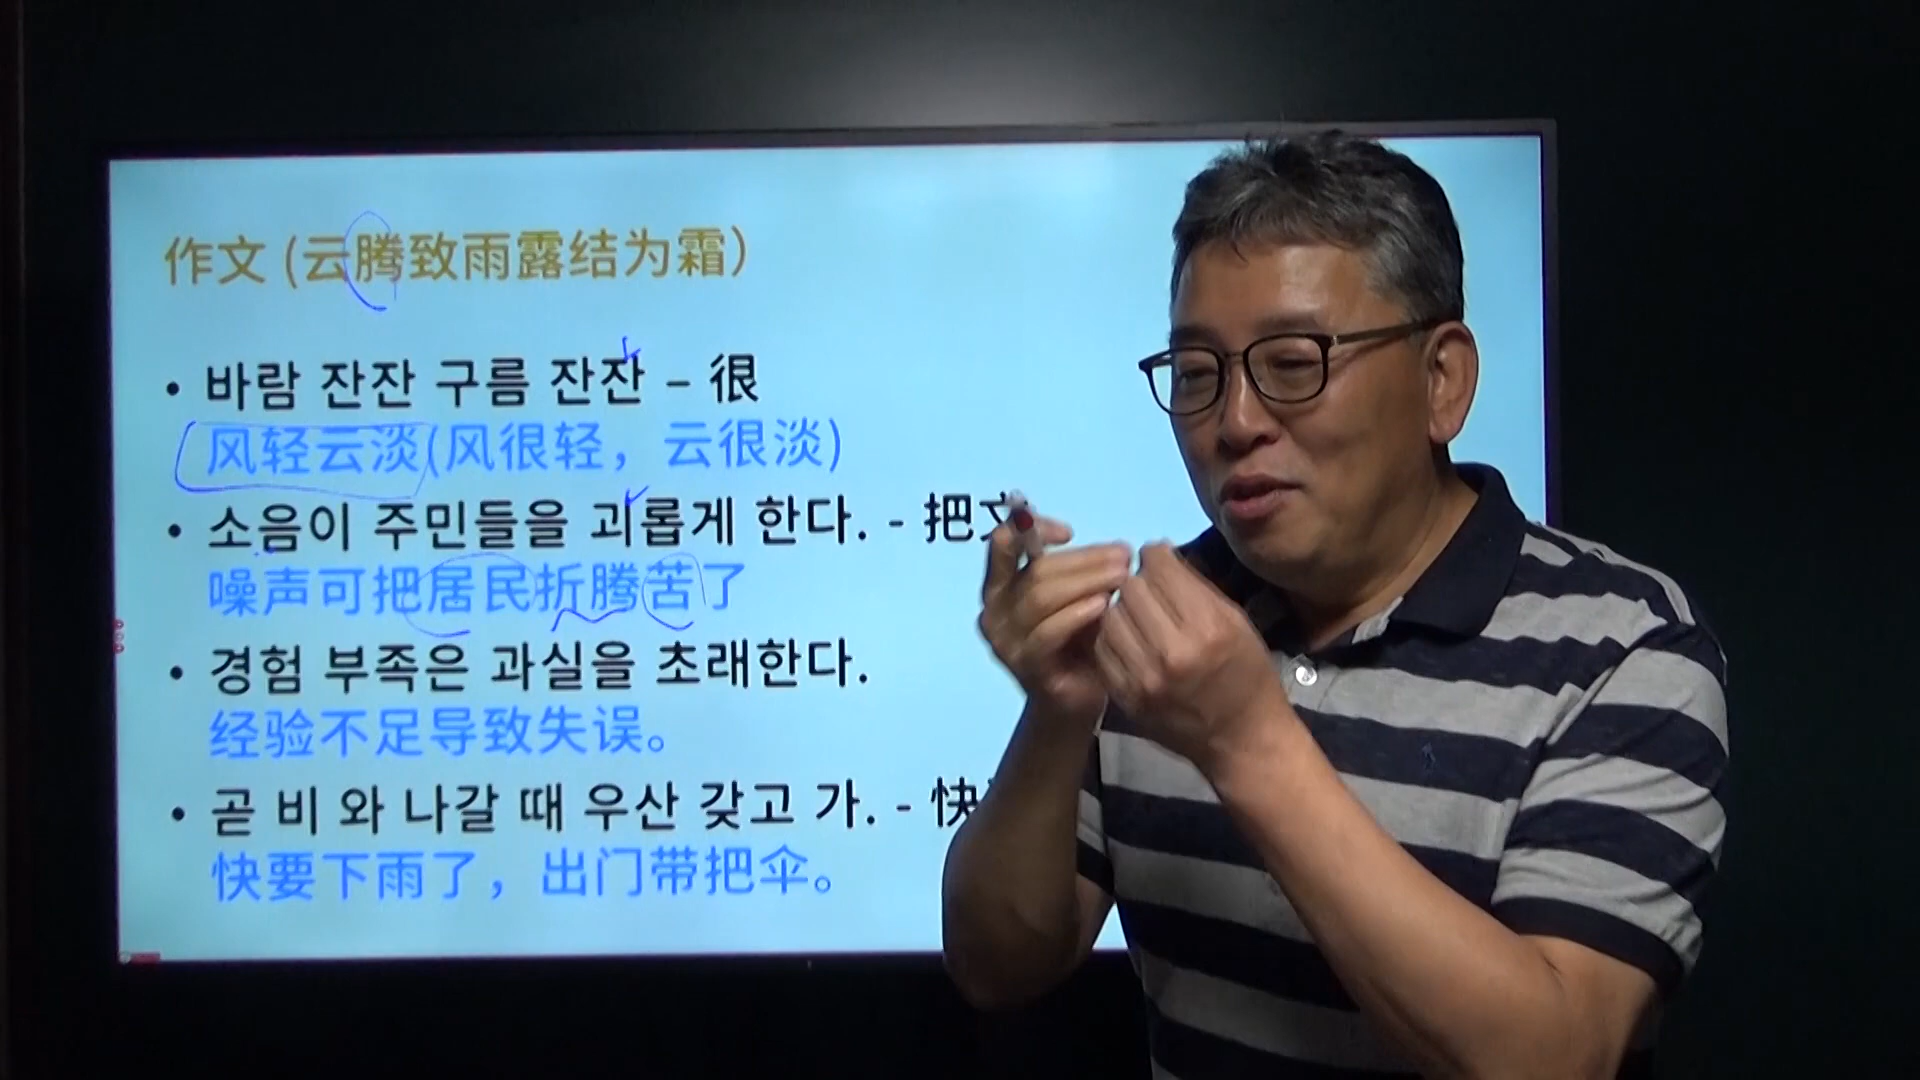 作文 (云腾致雨露结为霜)
• 바람 잔잔 구름 잔잔 – 很
风轻云淡(风很轻，云很淡)
• 소음이 주민들을 괴롭게 한다. - 把
噪声可把居民折腾苦了
• 경험 부족은 과실을 초래한다.
经验不足导致失误。
• 곧 비 와 나갈 때 우산 갖고 가. - 快
快要下雨了，出门带把伞。